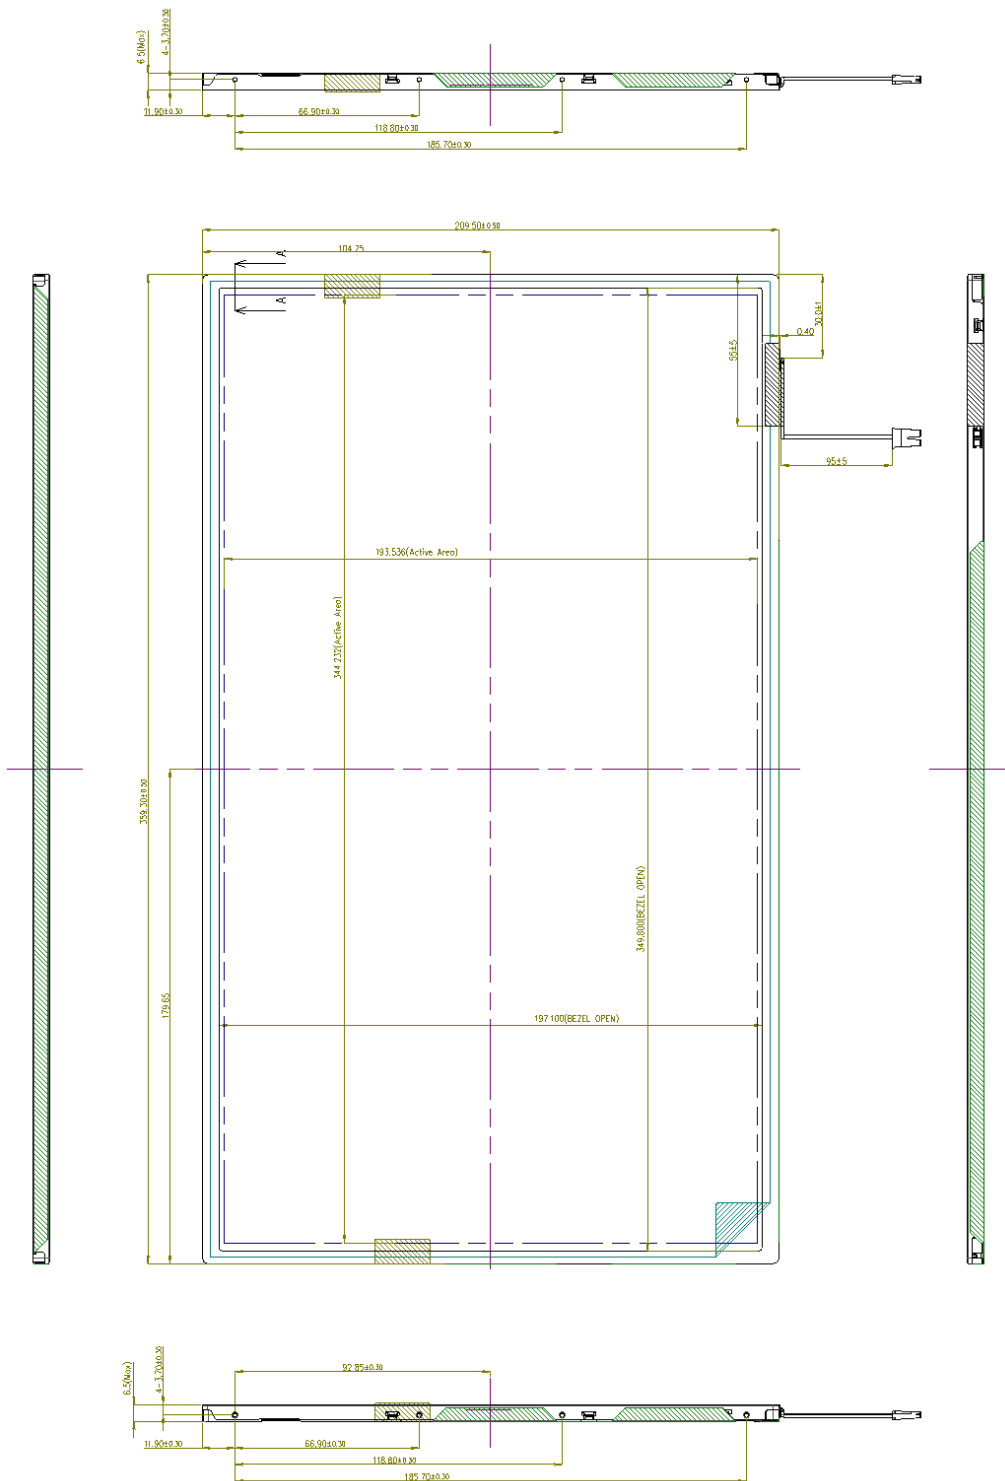 6.5(Max)
4-3.70±0.30
11.90±0.30
66.90±0.30
118.80±0.30
185.70±0.30
209.50±0.50
104.75
A
A
30.0±1
0.40
55±5
95±5
193.536(Active Area)
344.232(Active Area)
359.30±0.50
349.800(BEZEL OPEN)
179.65
197.100(BEZEL OPEN)
92.85±0.30
6.5(Max)
4-3.70±0.30
11.90±0.30
66.90±0.30
118.80±0.30
185.70±0.30